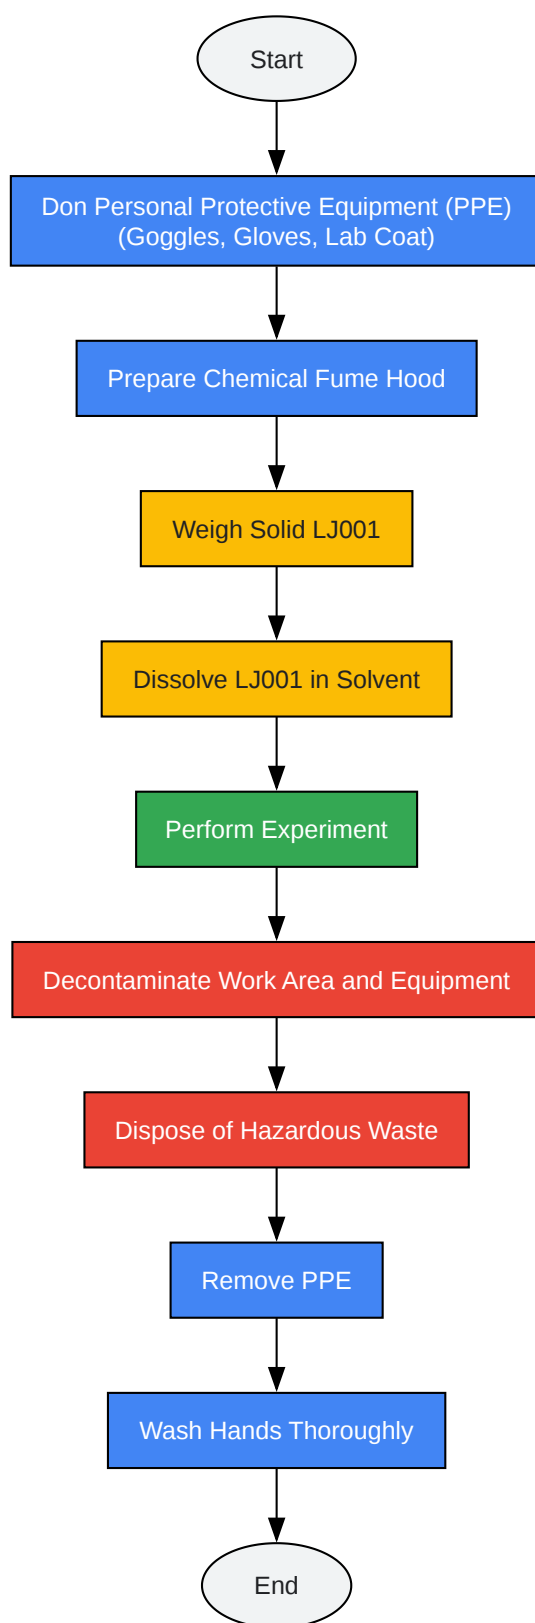 Start
Don Personal Protective Equipment (PPE)
(Goggles, Gloves, Lab Coat)
Prepare Chemical Fume Hood
Weigh Solid LJ001
Dissolve LJ001 in Solvent
Perform Experiment
Decontaminate Work Area and Equipment
Dispose of Hazardous Waste
Remove PPE
Wash Hands Thoroughly
End